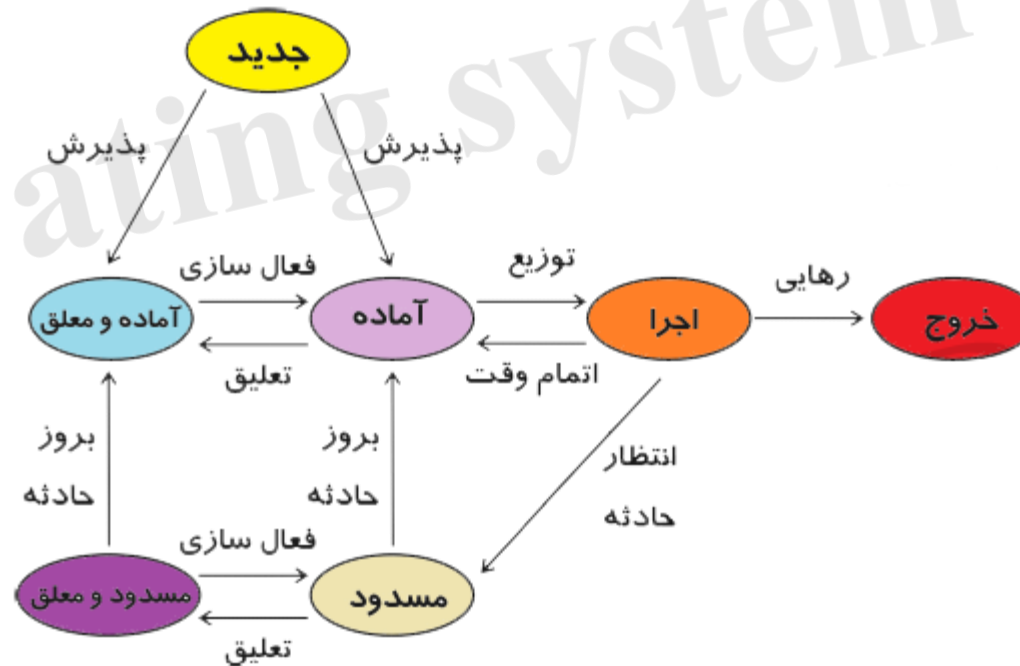 ating system
جدید
پذیرش
پذیرش
فعال سازی
توزیع
رهایی
آماده و معلق
آماده
اجرا
خروج
تعلیق
اتمام وقت
بروز
حادثه
بروز
حادثه
انتظار
حادثه
فعال سازی
مسدود و معلق
مسدود
تعلیق